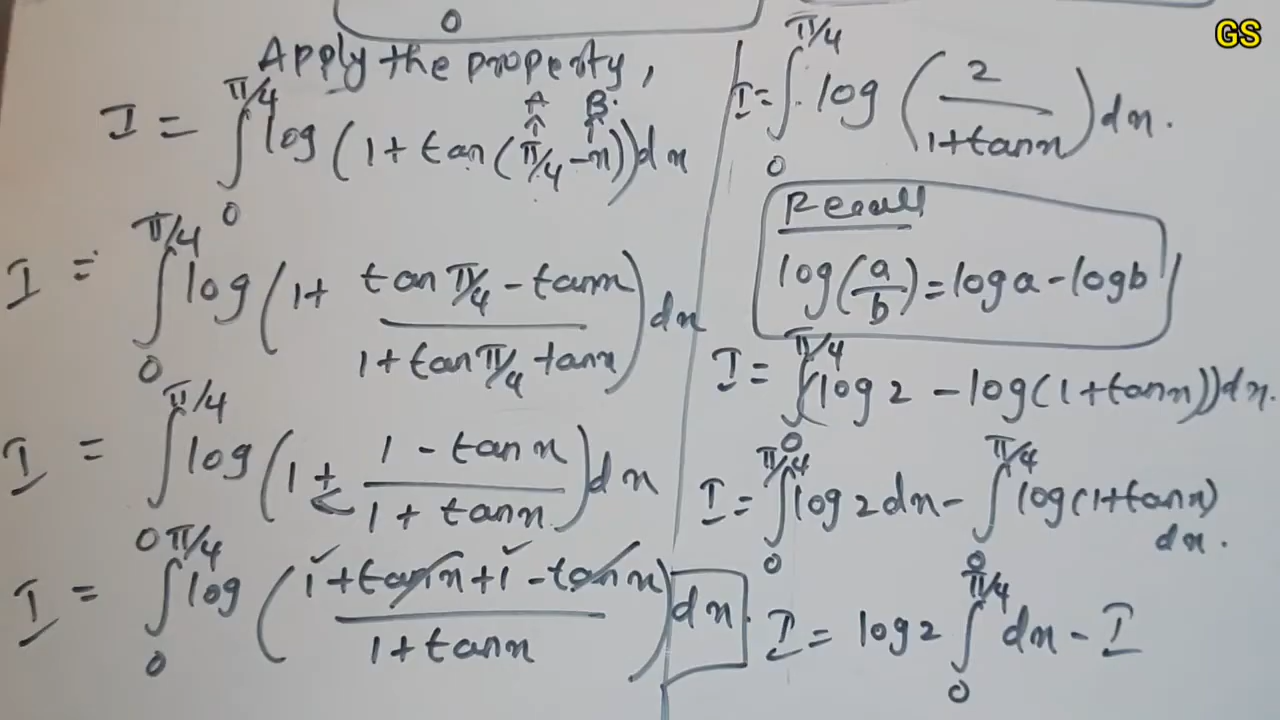 0
Apply the property,
A B
I = ∫₀^{π/4} log (1 + tan (π/4 - x)) dx
I = ∫₀^{π/4} log (1 + (tan π/4 - tan x)/(1 + tan π/4 tan x)) dx
I = ∫₀^{π/4} log (1 + (1 - tan x)/(1 + tan x)) dx
I = ∫₀^{π/4} log ((1 + tan x + 1 - tan x)/(1 + tan x)) dx
GS
I = ∫₀^{π/4} log (2/(1 + tan x)) dx.
Recall
log (a/b) = log a - log b
I = ∫₀^{π/4} (log 2 - log (1 + tan x)) dx.
I = ∫₀^{π/4} log 2 dx - ∫₀^{π/4} log (1 + tan x) dx.
I = log 2 ∫₀^{π/4} dx - I